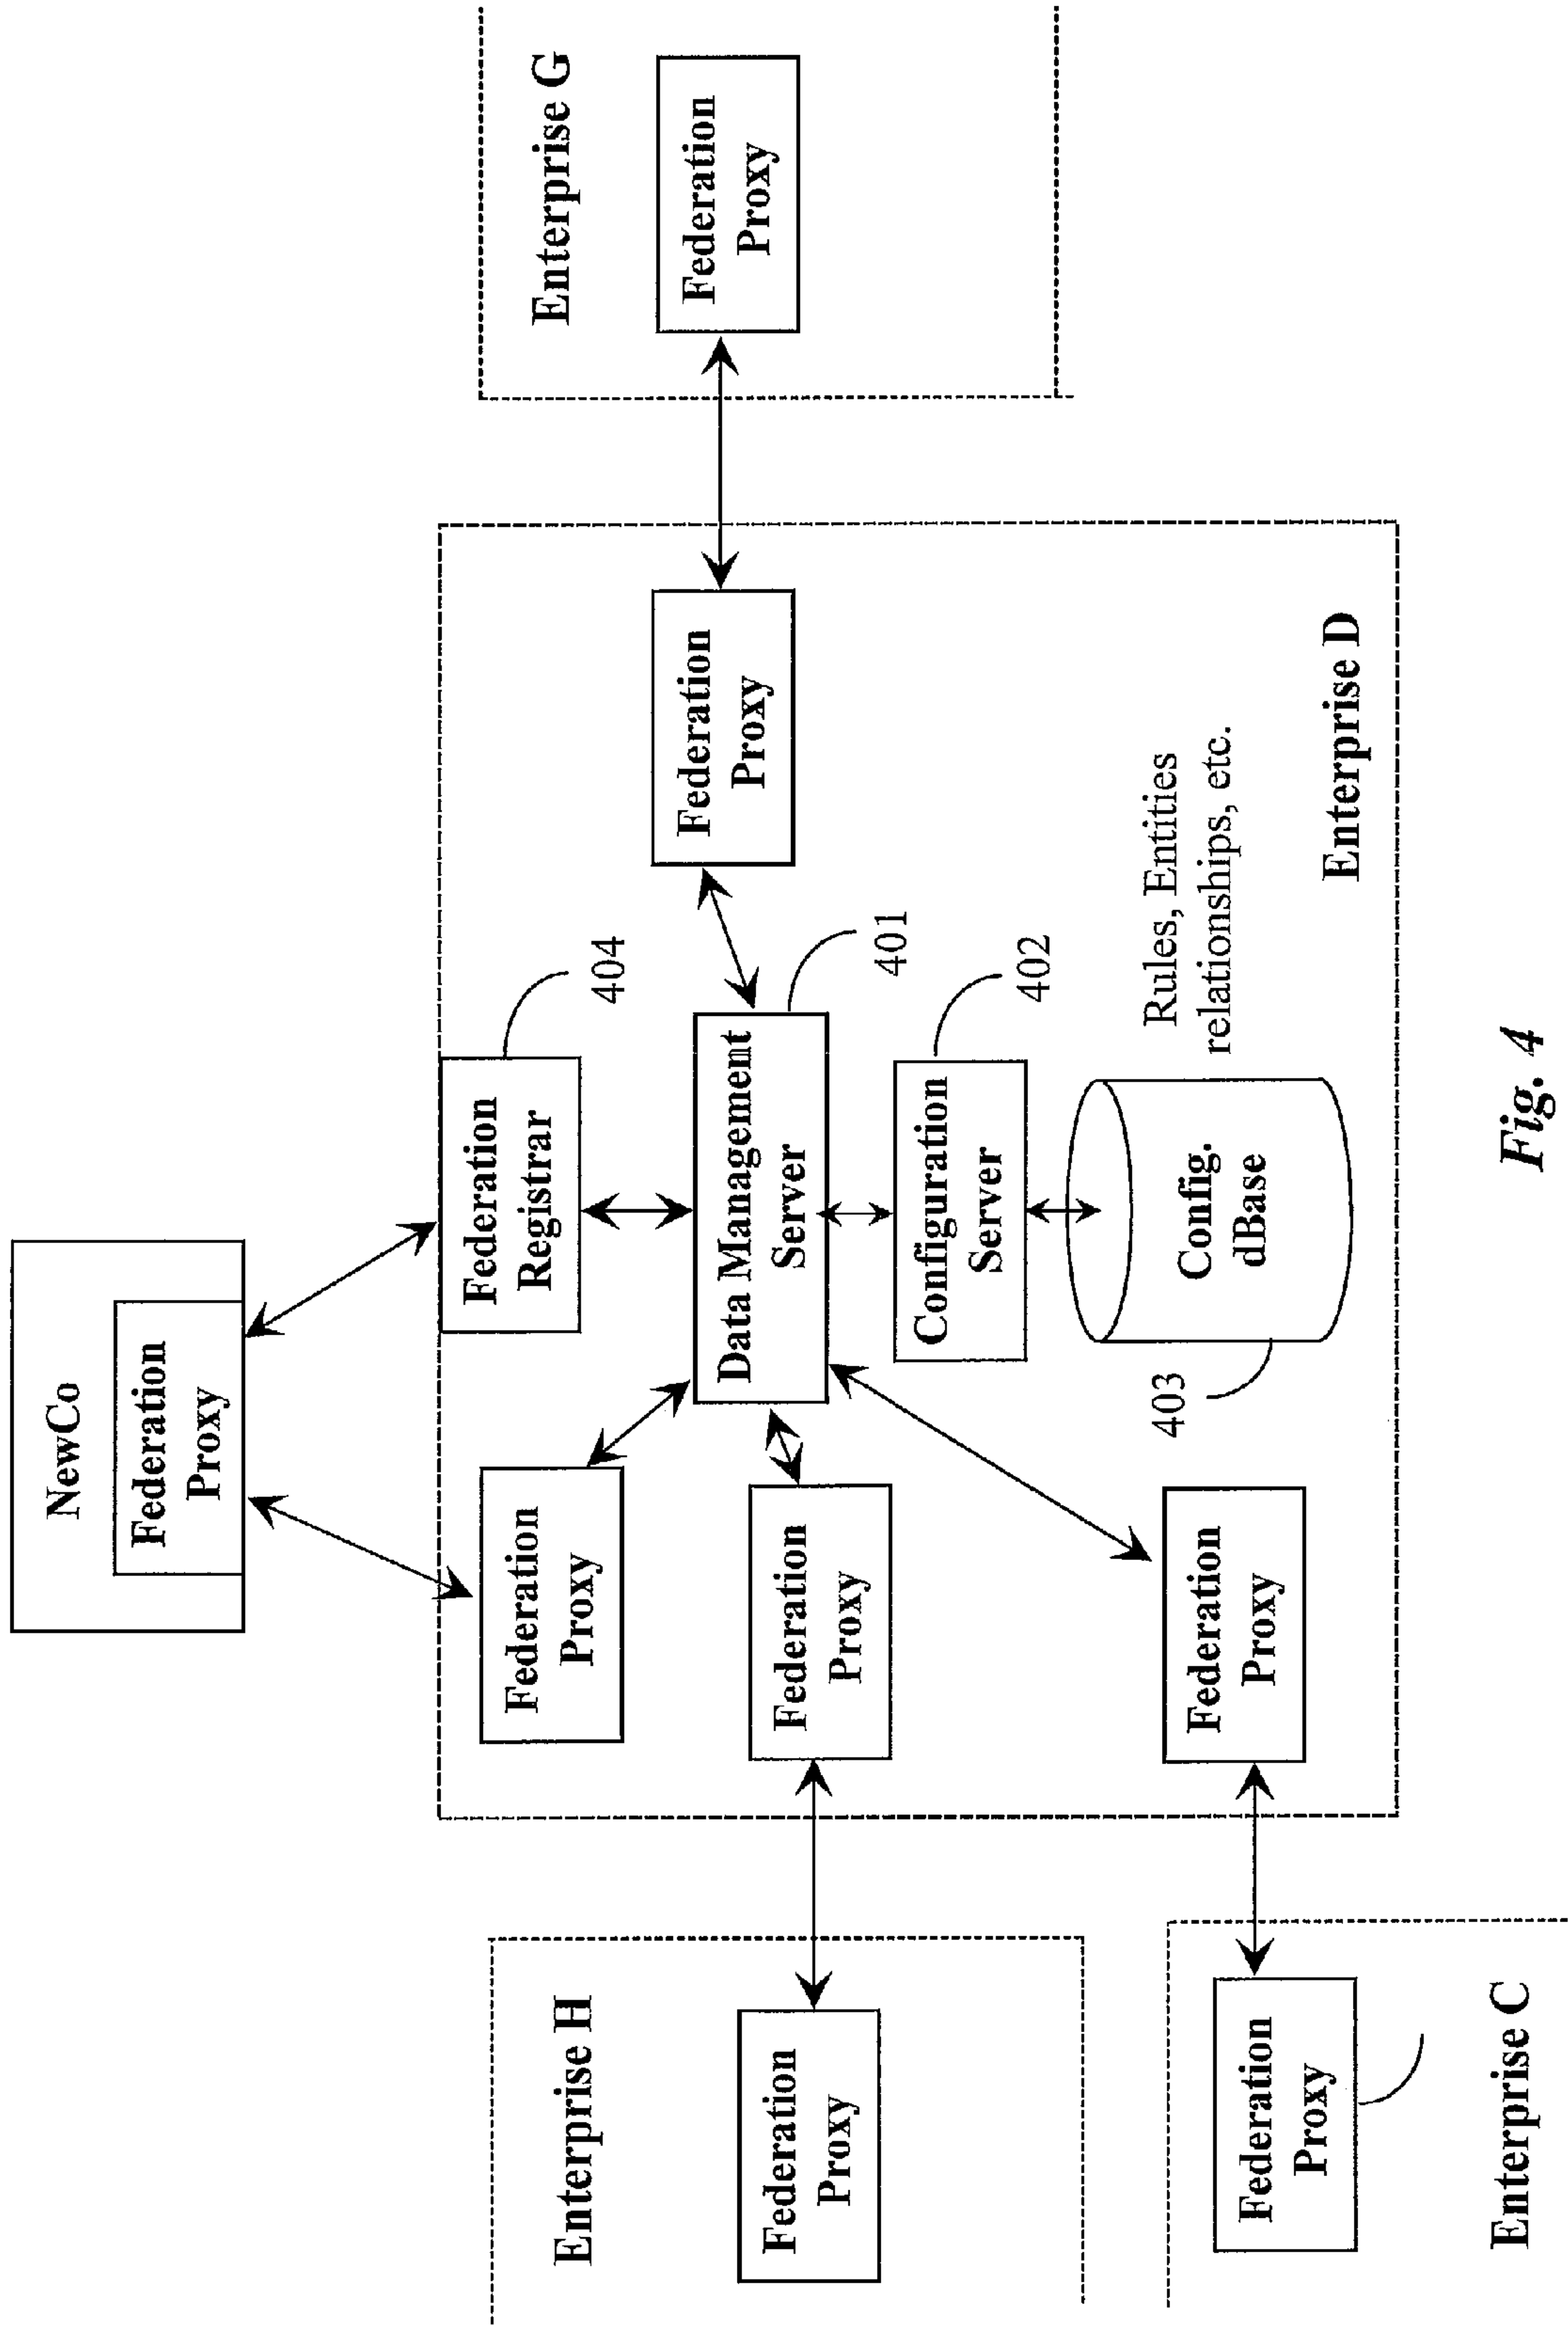 NewCo
Federation
Proxy
Enterprise H
Federation
Proxy
Enterprise C
Federation
Proxy
Federation
Proxy
Federation
Proxy
Federation
Proxy
Federation
Registrar
404
Data Management
Server
401
Configuration
Server
402
Config.
dBase
403
Rules, Entities
relationships, etc.
Federation
Proxy
Enterprise D
Enterprise G
Federation
Proxy
Fig. 4